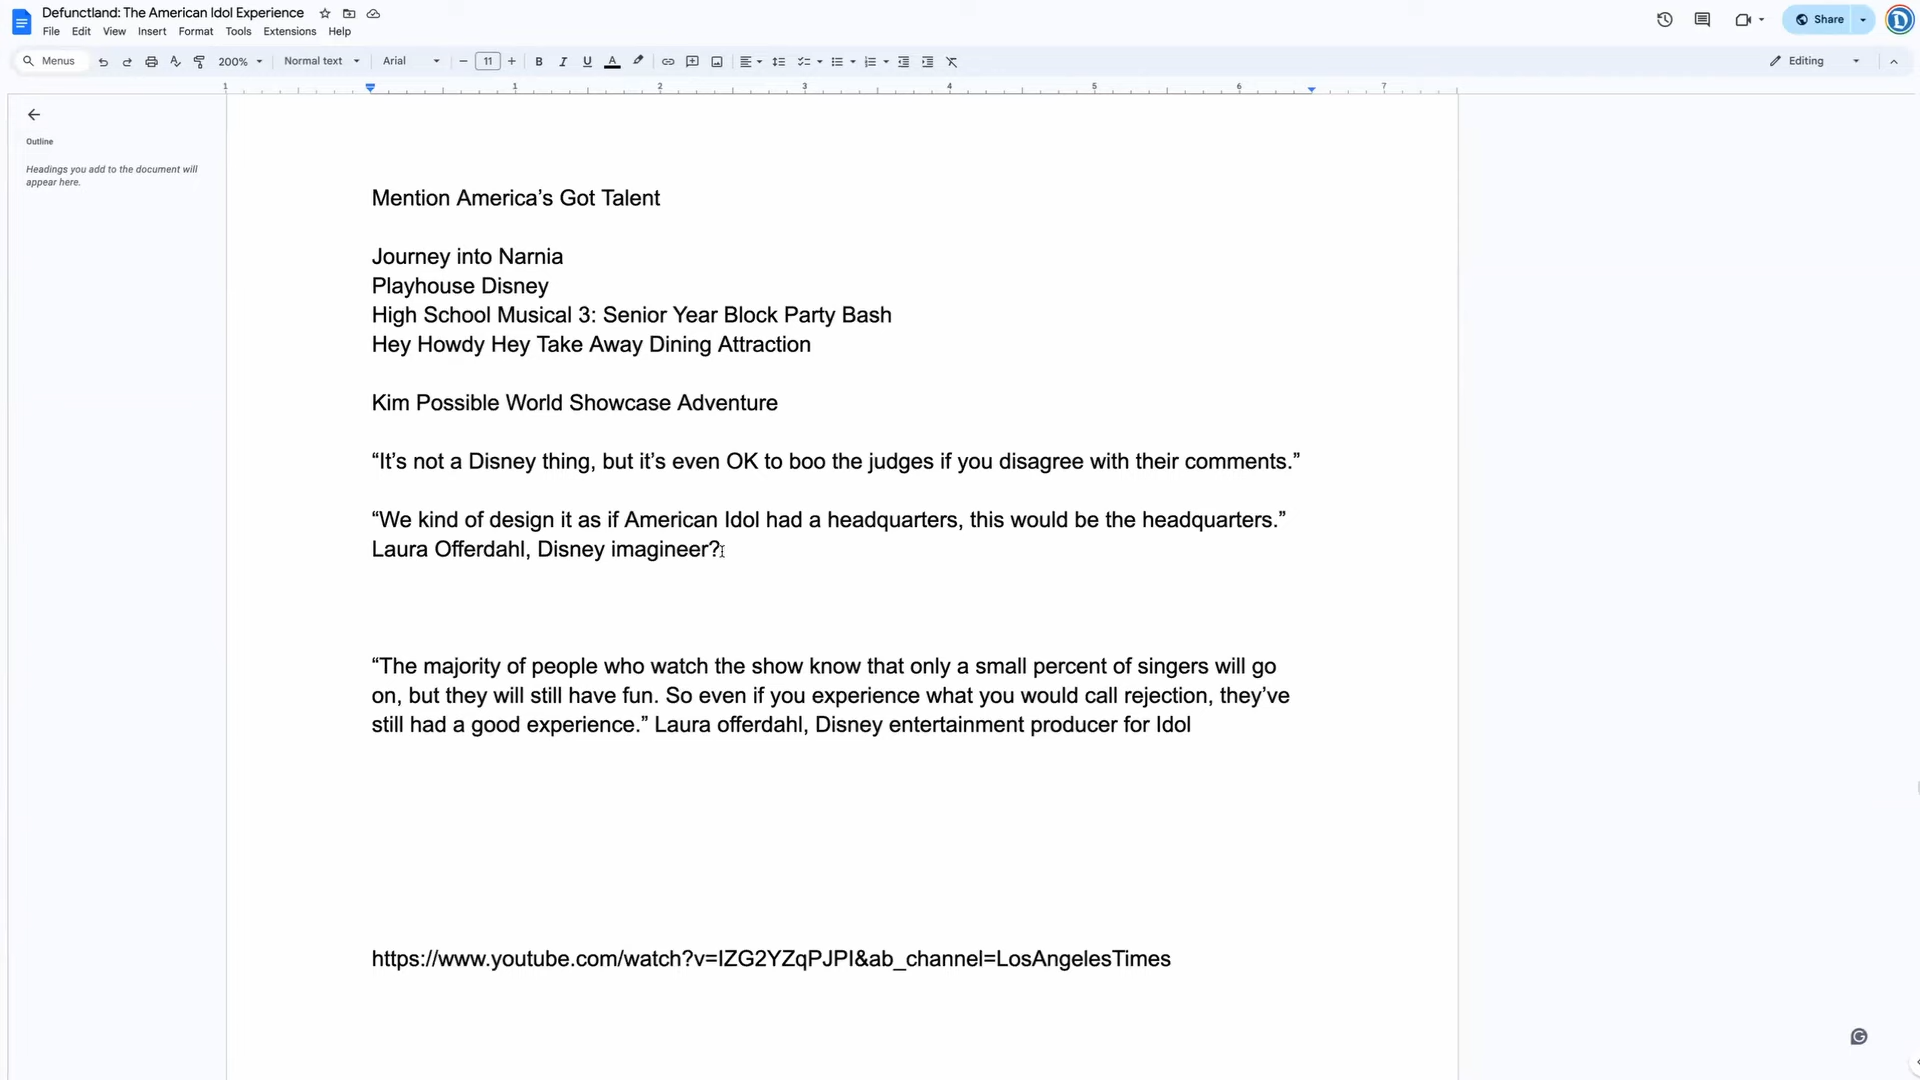 Defunctland: The American Idol Experience
File Edit View Insert Format Tools Extensions Help
Share
Menus 200% Normal text Arial 11 B I U A Editing
1 1 2 3 4 5 6 7
Outline
Headings you add to the document will
appear here.
Mention America’s Got Talent
Journey into Narnia
Playhouse Disney
High School Musical 3: Senior Year Block Party Bash
Hey Howdy Hey Take Away Dining Attraction
Kim Possible World Showcase Adventure
“It’s not a Disney thing, but it’s even OK to boo the judges if you disagree with their comments.”
“We kind of design it as if American Idol had a headquarters, this would be the headquarters.”
Laura Offerdahl, Disney imagineer?
“The majority of people who watch the show know that only a small percent of singers will go
on, but they will still have fun. So even if you experience what you would call rejection, they’ve
still had a good experience.” Laura offerdahl, Disney entertainment producer for Idol
https://www.youtube.com/watch?v=IZG2YZqPJPI&ab_channel=LosAngelesTimes